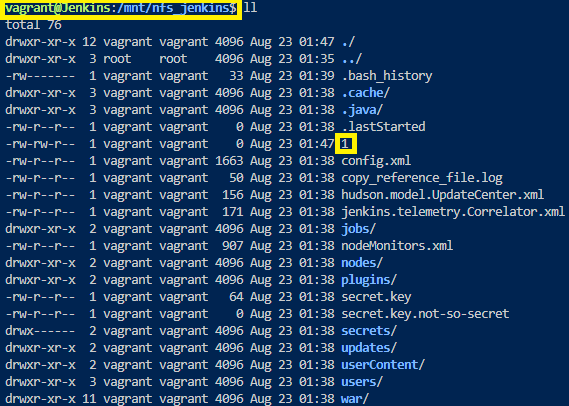 vagrant@Jenkins:/mnt/nfs_jenkins$ ll
total 76
drwxr-xr-x 12 vagrant vagrant 4096 Aug 23 01:47 ./
drwxr-xr-x  3 root    root    4096 Aug 23 01:35 ../
-rw-------  1 vagrant vagrant   33 Aug 23 01:39 .bash_history
drwxr-xr-x  3 vagrant vagrant 4096 Aug 23 01:38 .cache/
drwxr-xr-x  3 vagrant vagrant 4096 Aug 23 01:38 .java/
-rw-r--r--  1 vagrant vagrant    0 Aug 23 01:38 .lastStarted
-rw-rw-r--  1 vagrant vagrant    0 Aug 23 01:47 1
-rw-r--r--  1 vagrant vagrant 1663 Aug 23 01:38 config.xml
-rw-r--r--  1 vagrant vagrant   50 Aug 23 01:38 copy_reference_file.log
-rw-r--r--  1 vagrant vagrant  156 Aug 23 01:38 hudson.model.UpdateCenter.xml
-rw-r--r--  1 vagrant vagrant  171 Aug 23 01:38 jenkins.telemetry.Correlator.xml
drwxr-xr-x  2 vagrant vagrant 4096 Aug 23 01:38 jobs/
-rw-r--r--  1 vagrant vagrant  907 Aug 23 01:38 nodeMonitors.xml
drwxr-xr-x  2 vagrant vagrant 4096 Aug 23 01:38 nodes/
drwxr-xr-x  2 vagrant vagrant 4096 Aug 23 01:38 plugins/
-rw-r--r--  1 vagrant vagrant   64 Aug 23 01:38 secret.key
-rw-r--r--  1 vagrant vagrant    0 Aug 23 01:38 secret.key.not-so-secret
drwx------  2 vagrant vagrant 4096 Aug 23 01:38 secrets/
drwxr-xr-x  2 vagrant vagrant 4096 Aug 23 01:38 updates/
drwxr-xr-x  2 vagrant vagrant 4096 Aug 23 01:38 userContent/
drwxr-xr-x  3 vagrant vagrant 4096 Aug 23 01:38 users/
drwxr-xr-x 11 vagrant vagrant 4096 Aug 23 01:38 war/